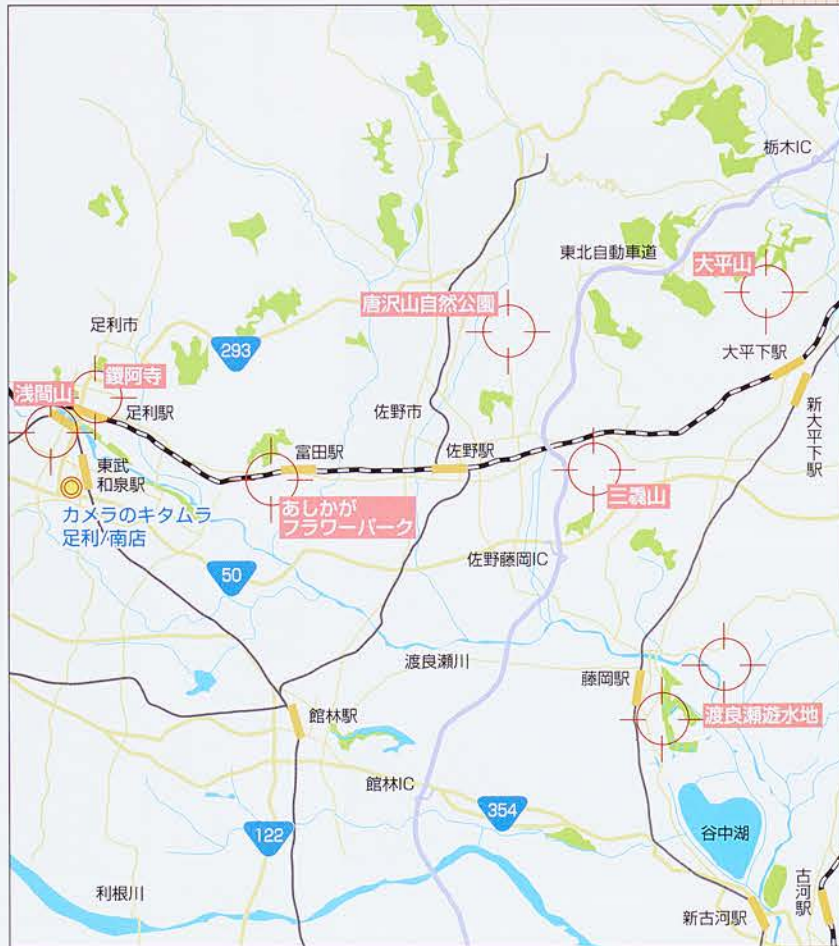 栃木IC
東北自動車道
大平山
唐沢山自然公園
足利市
293
大平下駅
鑁阿寺
浅間山
足利駅
佐野市
新大平下駅
富田駅
佐野駅
東武
和泉駅
三毳山
あしかが
フラワーパーク
カメラのキタムラ
足利/南店
佐野藤岡IC
50
渡良瀬川
藤岡駅
渡良瀬遊水地
館林駅
館林IC
354
122
谷中湖
利根川
古河駅
新古河駅